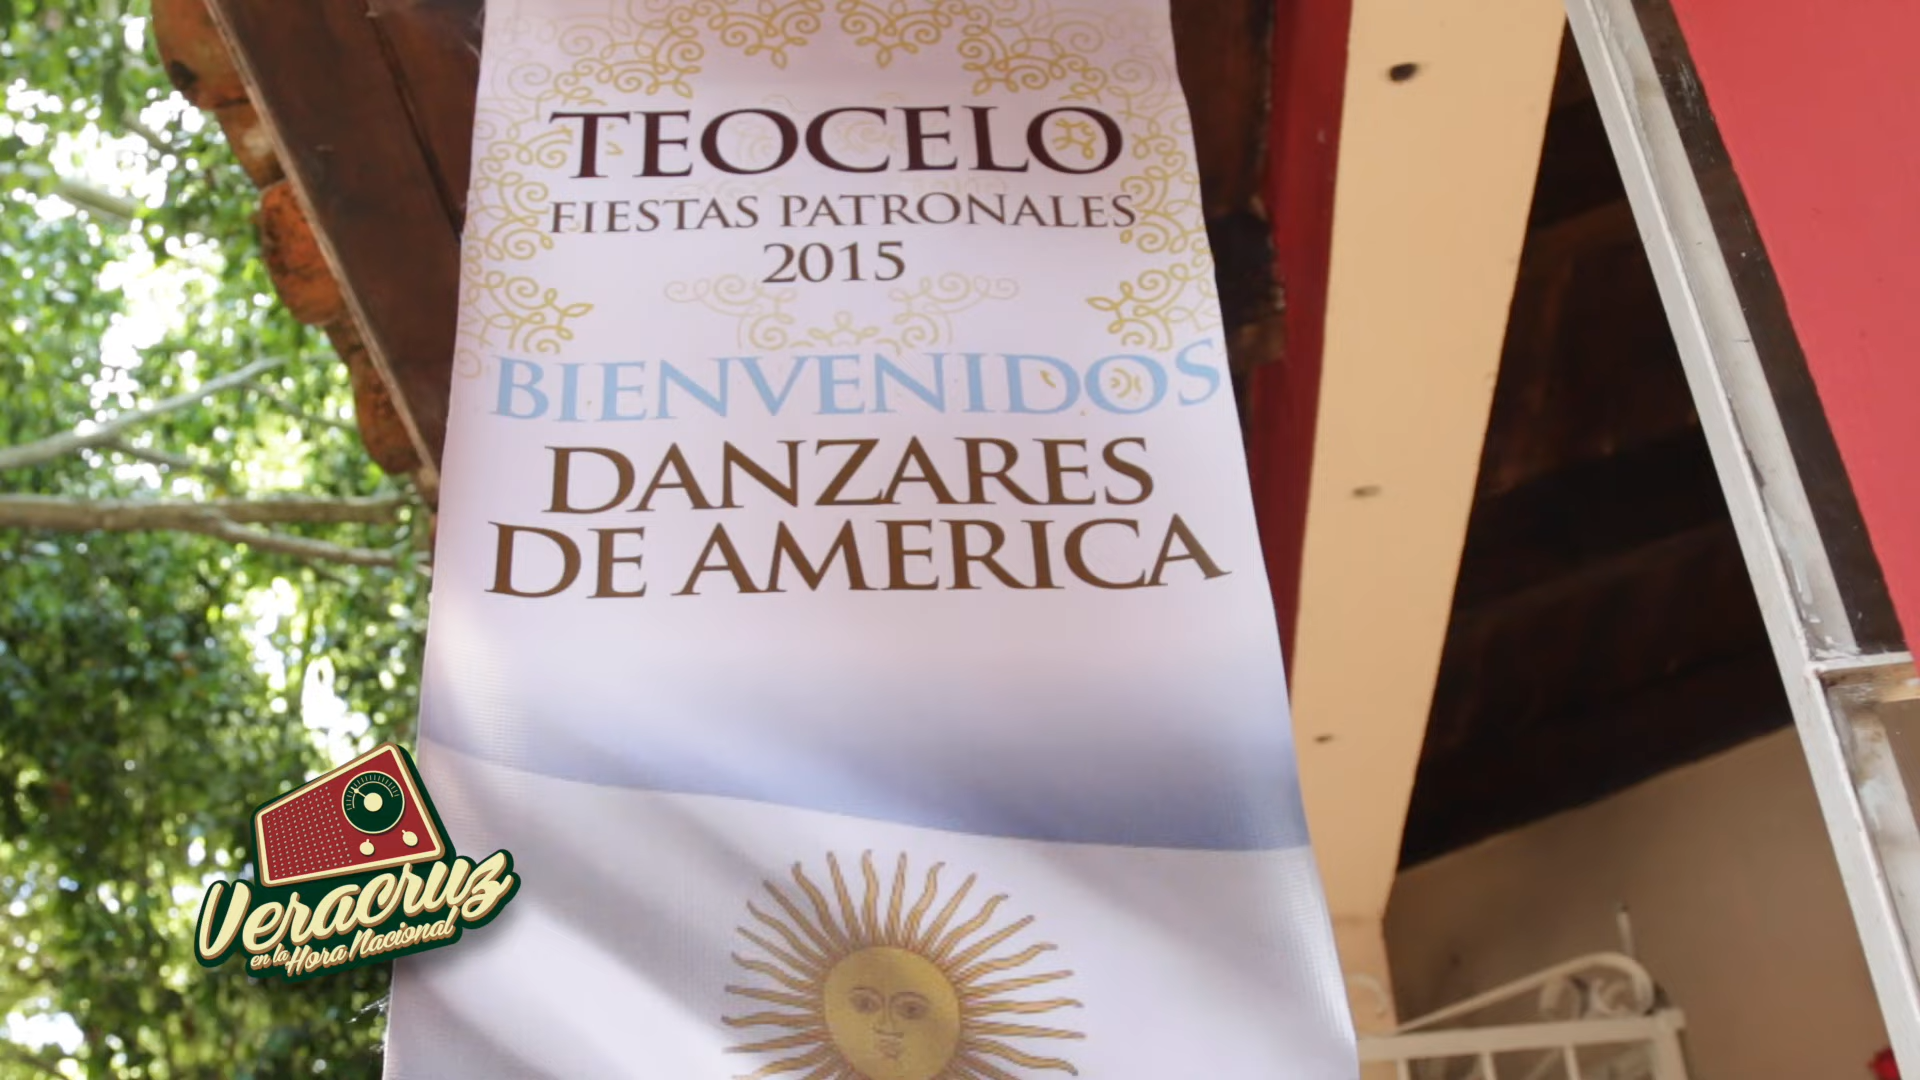 TEOCELO
FIESTAS PATRONALES
2015
BIENVENIDOS
DANZARES
DE AMERICA
Veracruz
en la Hora Nacional